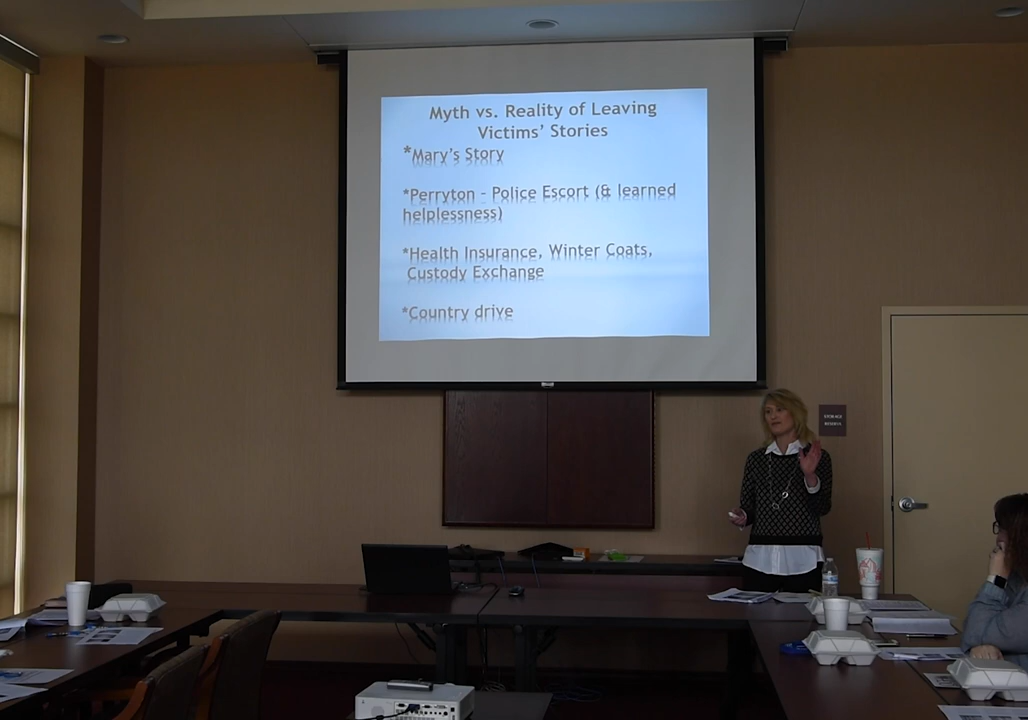 Myth vs. Reality of Leaving
Victims' Stories
*Mary's Story
*Perryton - Police Escort (& learned
helplessness)
*Health Insurance, Winter Coats,
Custody Exchange
*Country drive
STORAGE